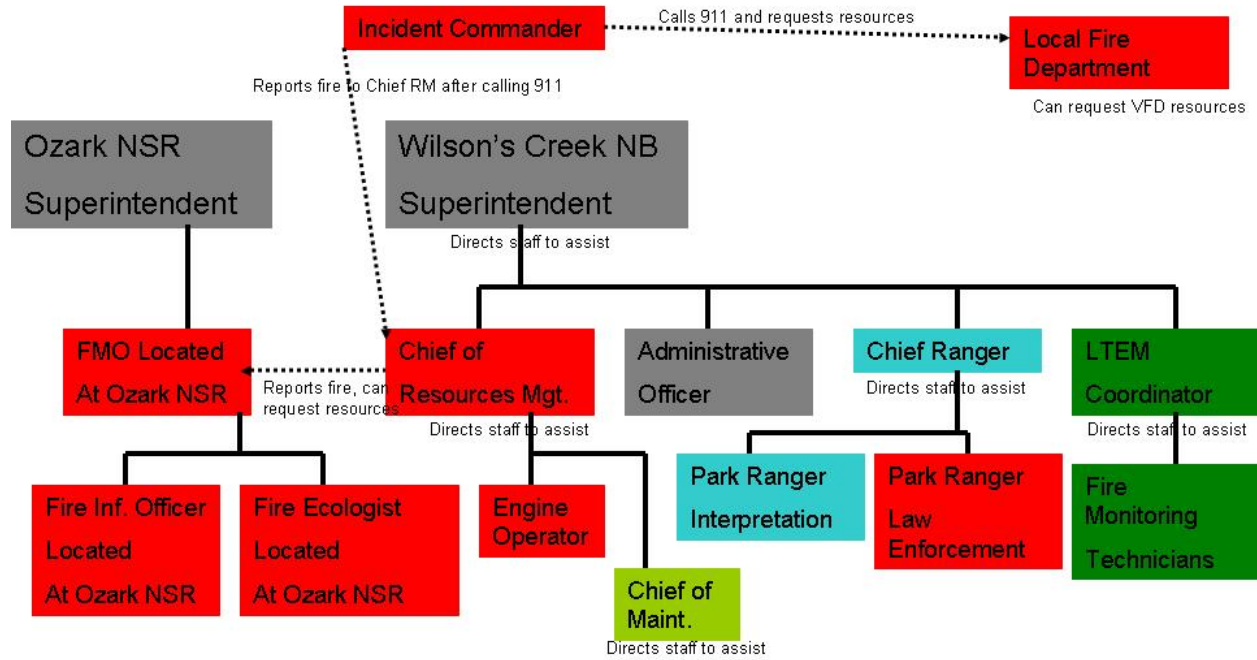 Calls 911 and requests resources
Incident Commander
Local Fire
Department
Reports fire to Chief RM after calling 911
Can request VFD resources
Ozark NSR
Superintendent
Wilson's Creek NB
Superintendent
Directs staff to assist
FMO Located
At Ozark NSR
Reports fire, can
request resources
Chief of
Resources Mgt.
Directs staff to assist
Administrative
Officer
Chief Ranger
Directs staff to assist
LTEM
Coordinator
Directs staff to assist
Fire Inf. Officer
Located
At Ozark NSR
Fire Ecologist
Located
At Ozark NSR
Engine
Operator
Chief of
Maint.
Directs staff to assist
Park Ranger
Interpretation
Park Ranger
Law
Enforcement
Fire
Monitoring
Technicians